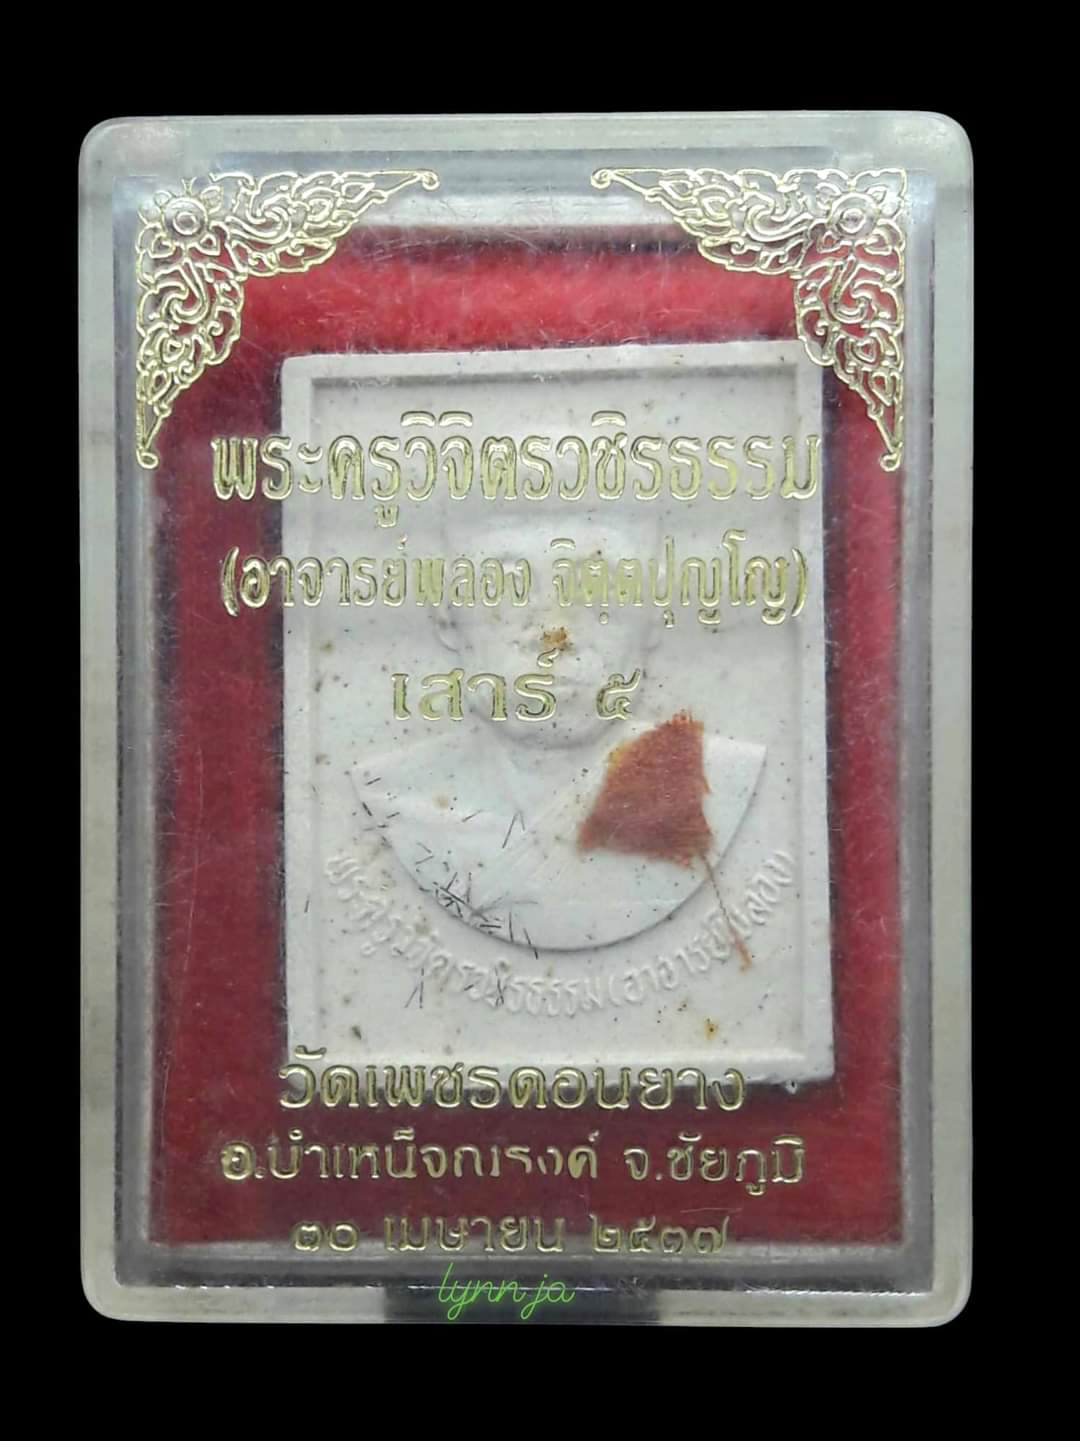 พระครูวิจิตรวชิรธรรม
(อาจารย์พลอง จิตฺตปุญฺโญ)
เสาร์ ๕
พระครูวิจิตรวชิรธรรม(อาจารย์พลอง)
วัดเพชรดอนยาง
อ.บำเหน็จณรงค์ จ.ชัยภูมิ
๓๐ เมษายน ๒๕๓๗
lynn ja